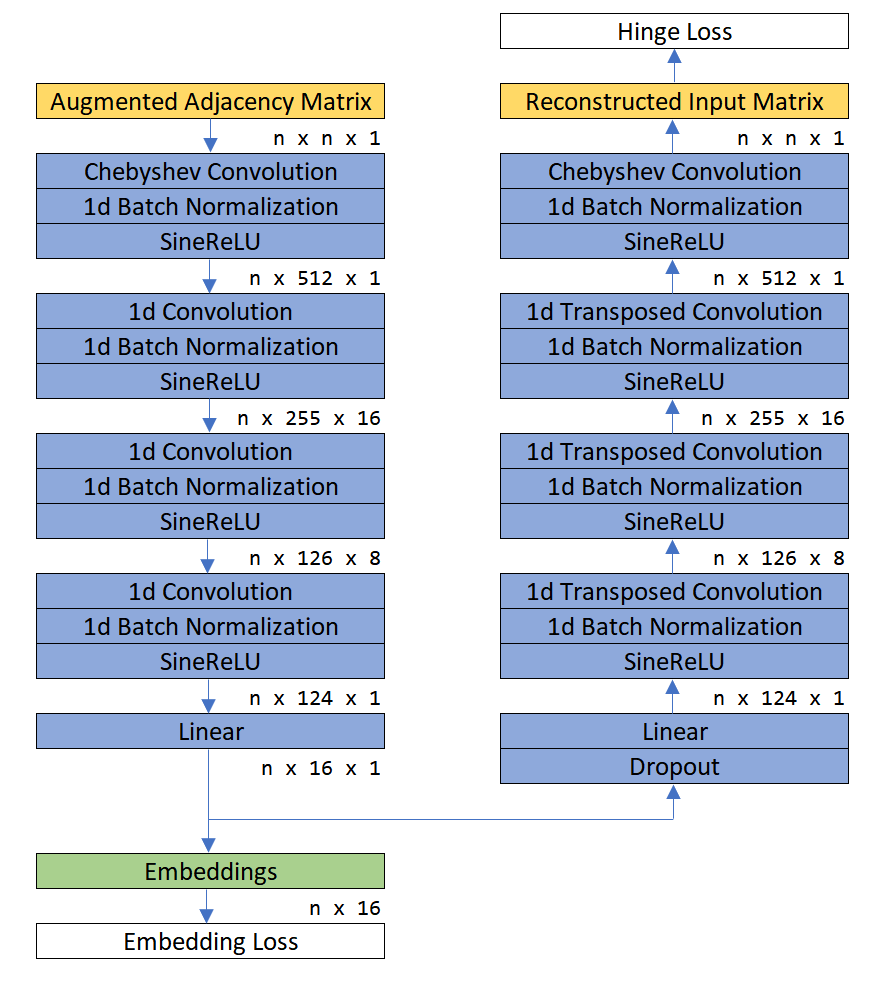 Augmented Adjacency Matrix
n x n x 1
Chebyshev Convolution
1d Batch Normalization
SineReLU
n x 512 x 1
1d Convolution
1d Batch Normalization
SineReLU
n x 255 x 16
1d Convolution
1d Batch Normalization
SineReLU
n x 126 x 8
1d Convolution
1d Batch Normalization
SineReLU
n x 124 x 1
Linear
n x 16 x 1
Embeddings
n x 16
Embedding Loss
Hinge Loss
Reconstructed Input Matrix
n x n x 1
Chebyshev Convolution
1d Batch Normalization
SineReLU
n x 512 x 1
1d Transposed Convolution
1d Batch Normalization
SineReLU
n x 255 x 16
1d Transposed Convolution
1d Batch Normalization
SineReLU
n x 126 x 8
1d Transposed Convolution
1d Batch Normalization
SineReLU
n x 124 x 1
Linear
Dropout